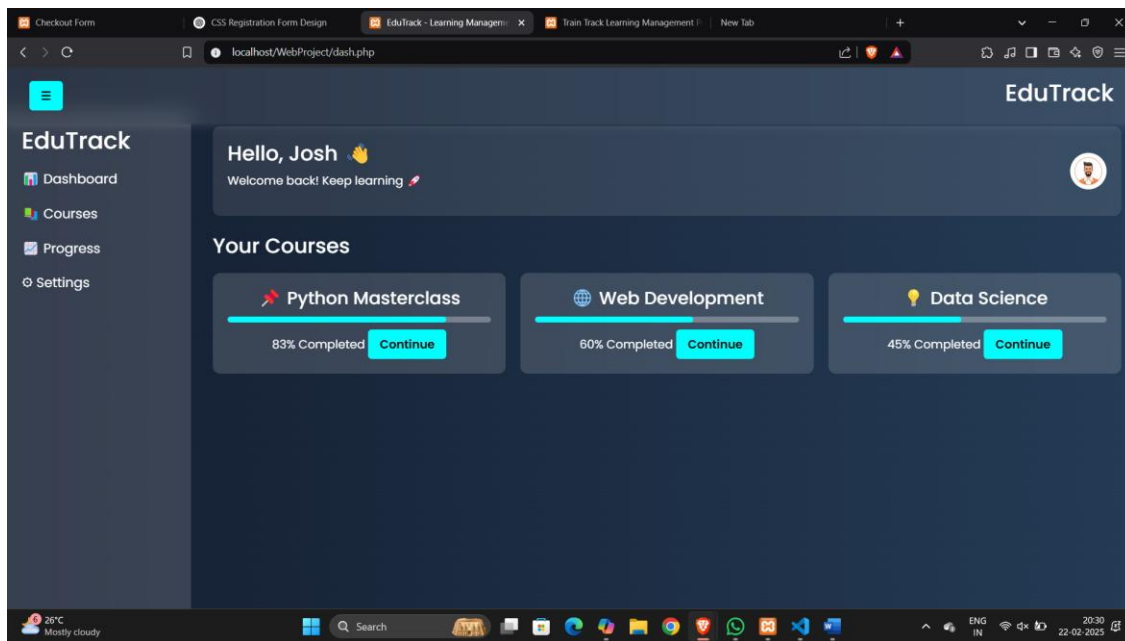 Checkout Form
CSS Registration Form Design
EduTrack - Learning Managem
Train Track Learning Management
New Tab
localhost/WebProject/dash.php
EduTrack
EduTrack
Dashboard
Courses
Progress
Settings
Hello, Josh 👋
Welcome back! Keep learning 🚀
Your Courses
📌 Python Masterclass
83% Completed Continue
🌐 Web Development
60% Completed Continue
💡 Data Science
45% Completed Continue
6
26°C
Mostly cloudy
Search
ENG
IN
20:30
22-02-2025